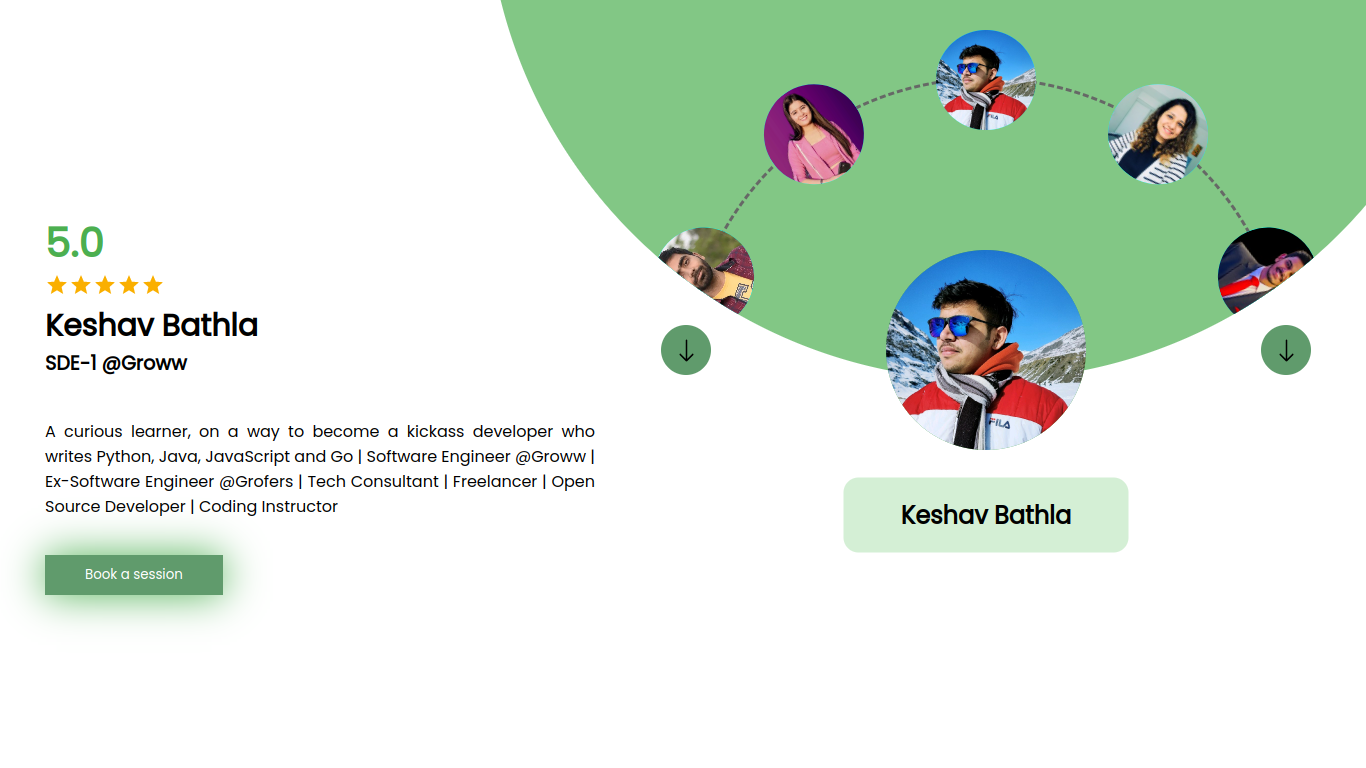 5.0
Keshav Bathla
SDE-1 @Groww
A curious learner, on a way to become a kickass developer who
writes Python, Java, JavaScript and Go | Software Engineer @Groww |
Ex-Software Engineer @Grofers | Tech Consultant | Freelancer | Open
Source Developer | Coding Instructor
Book a session
FILA
FILA
Keshav Bathla